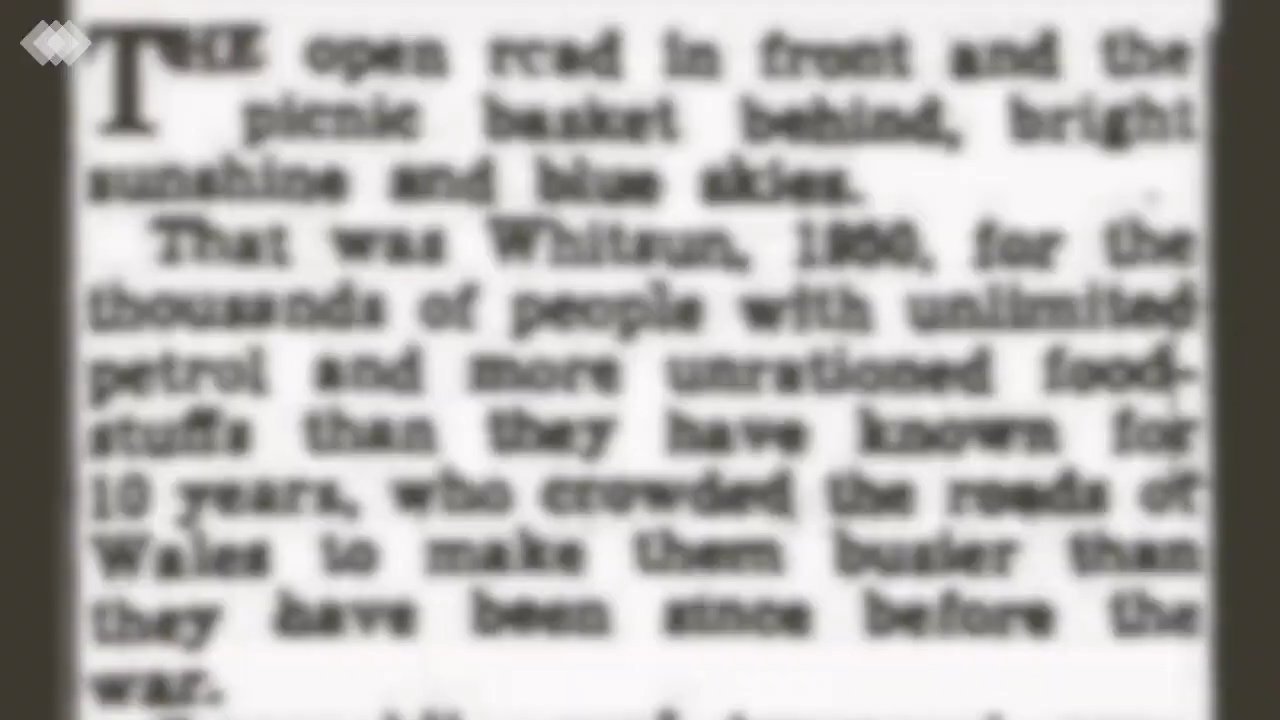 THE open road in front and the
picnic basket behind, bright
sunshine and blue skies.
That was Whitsun, 1950, for the
thousands of people with unlimited
petrol and more unrationed food-
stuffs than they have known for
10 years, who crowded the roads of
Wales to make them busier than
they have been since before the
war.